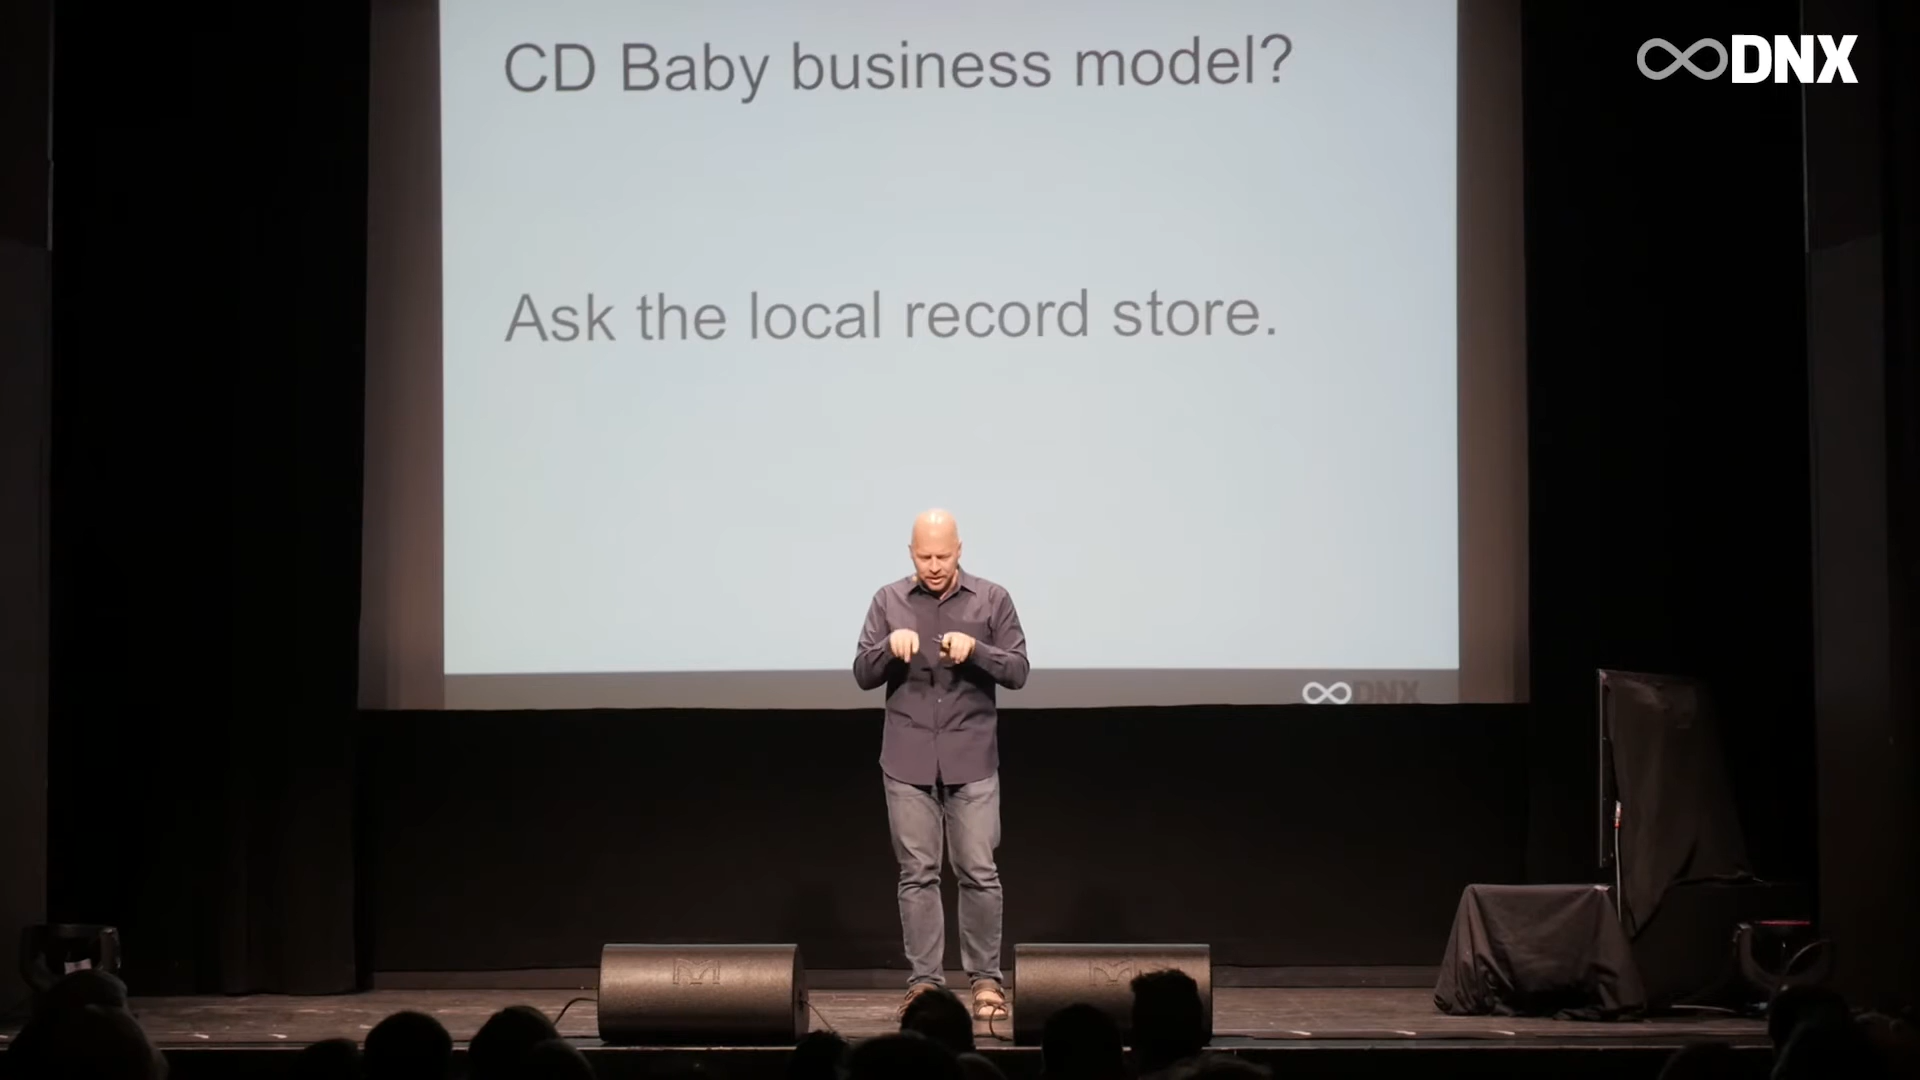 CD Baby business model?
DNX
Ask the local record store.
DNX